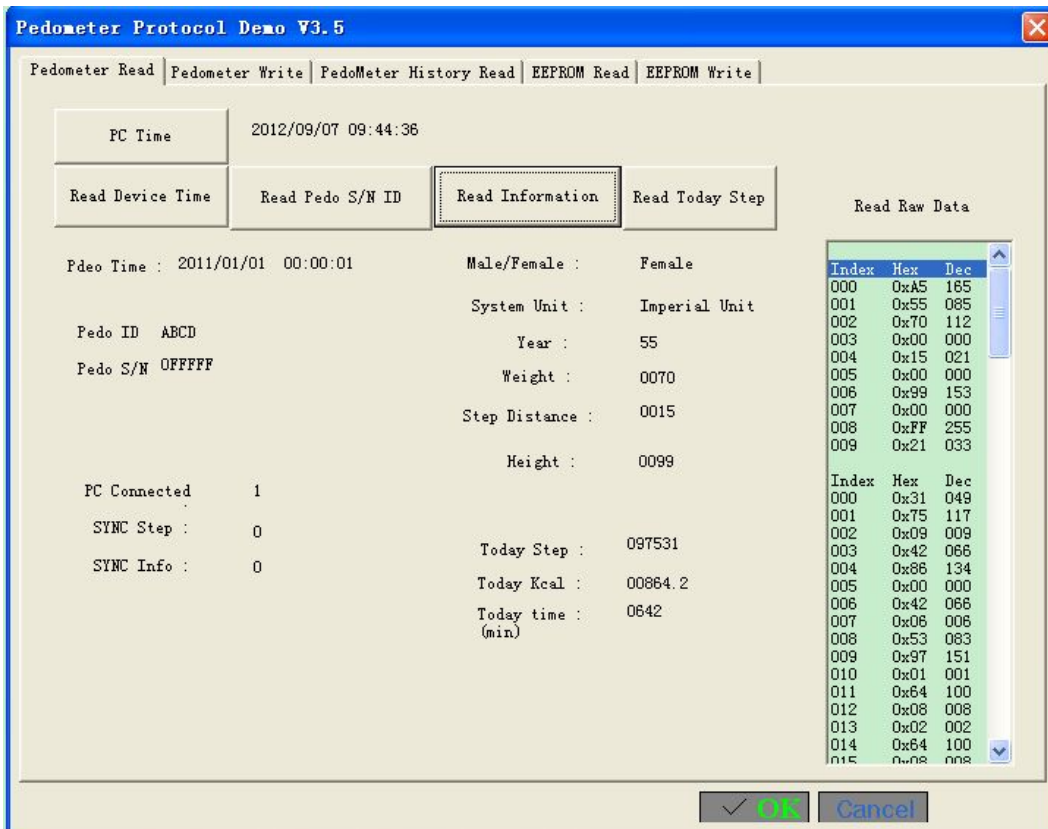 Pedometer Protocol Demo V3.5
Pedometer Read Pedometer Write PedoMeter History Read EEPROM Read EEPROM Write
PC Time 2012/09/07 09:44:36
Read Device Time Read Pedo S/N ID Read Information Read Today Step
Pdeo Time : 2011/01/01 00:00:01
Pedo ID ABCD
Pedo S/N 0FFFFF
PC Connected : 1
SYNC Step : 0
SYNC Info : 0
Male/Female : Female
System Unit : Imperial Unit
Year : 55
Weight : 0070
Step Distance : 0015
Height : 0099
Today Step : 097531
Today Kcal : 00864.2
Today time : 0642
(min)
Read Raw Data
Index Hex Dec
000 0xA5 165
001 0x55 085
002 0x70 112
003 0x00 000
004 0x15 021
005 0x00 000
006 0x99 153
007 0x00 000
008 0xFF 255
009 0x21 033
Index Hex Dec
000 0x31 049
001 0x75 117
002 0x09 009
003 0x42 066
004 0x86 134
005 0x00 000
006 0x42 066
007 0x06 006
008 0x53 083
009 0x97 151
010 0x01 001
011 0x64 100
012 0x08 008
013 0x02 002
014 0x64 100
015 0x08 008
OK Cancel